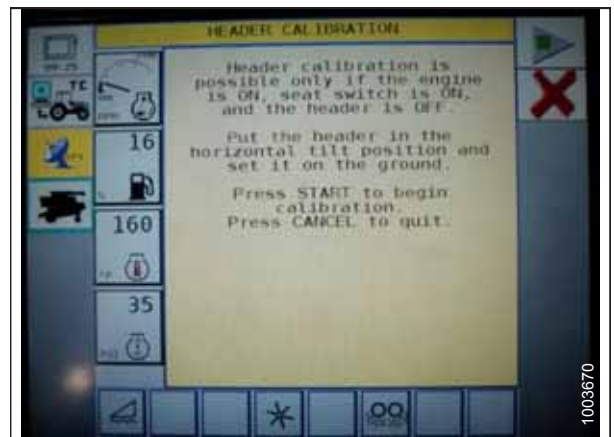 HEADER CALIBRATION
Header calibration is
possible only if the engine
is ON, seat switch is ON,
and the header is OFF.
Put the header in the
horizontal tilt position and
set it on the ground.
Press START to begin
calibration.
Press CANCEL to quit.
TC
16
160
35
1003670